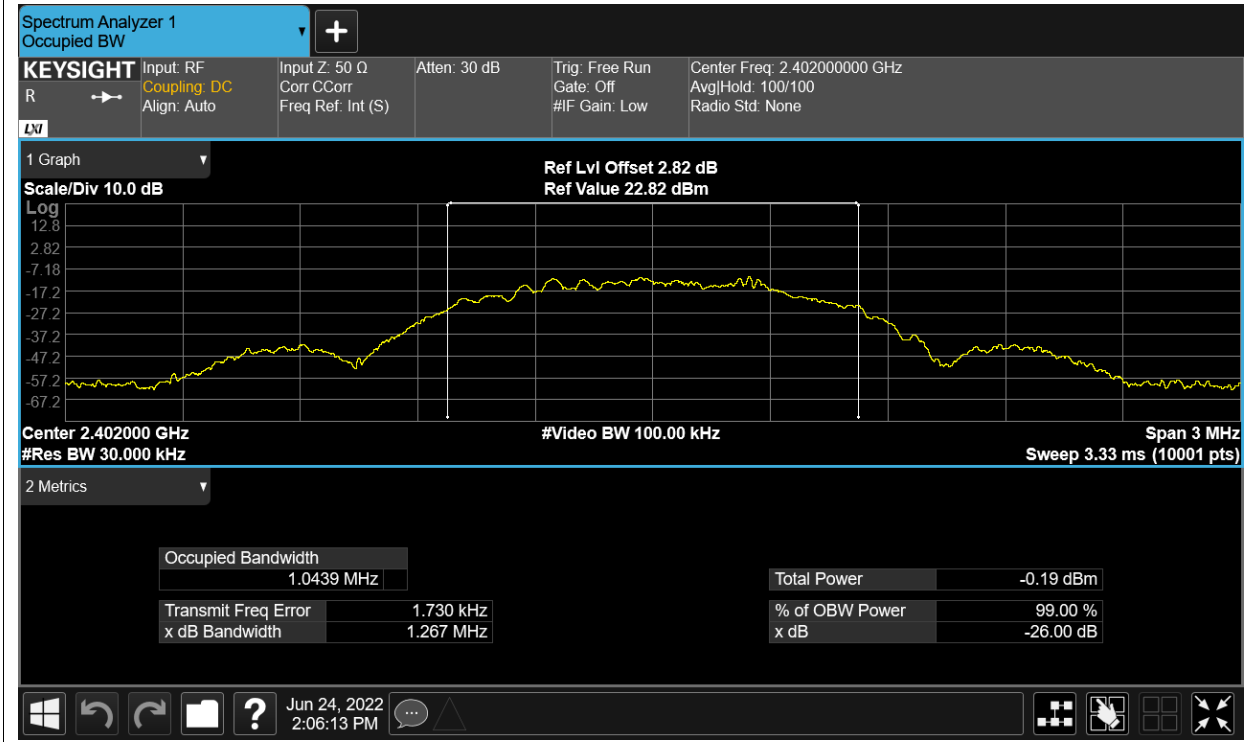 Spectrum Analyzer 1
Occupied BW
KEYSIGHT
R
LXI
Input: RF
Coupling: DC
Align: Auto
Input Z: 50 Ω
Corr CCorr
Freq Ref: Int (S)
Atten: 30 dB
Trig: Free Run
Gate: Off
#IF Gain: Low
Center Freq: 2.402000000 GHz
Avg|Hold: 100/100
Radio Std: None
1 Graph
Scale/Div 10.0 dB
Ref Lvl Offset 2.82 dB
Ref Value 22.82 dBm
Log
12.8
2.82
-7.18
-17.2
-27.2
-37.2
-47.2
-57.2
-67.2
Center 2.402000 GHz
#Video BW 100.00 kHz
Span 3 MHz
#Res BW 30.000 kHz
Sweep 3.33 ms (10001 pts)
2 Metrics
Occupied Bandwidth
1.0439 MHz
Total Power -0.19 dBm
Transmit Freq Error 1.730 kHz
% of OBW Power 99.00 %
x dB Bandwidth 1.267 MHz
x dB -26.00 dB
?
Jun 24, 2022
2:06:13 PM